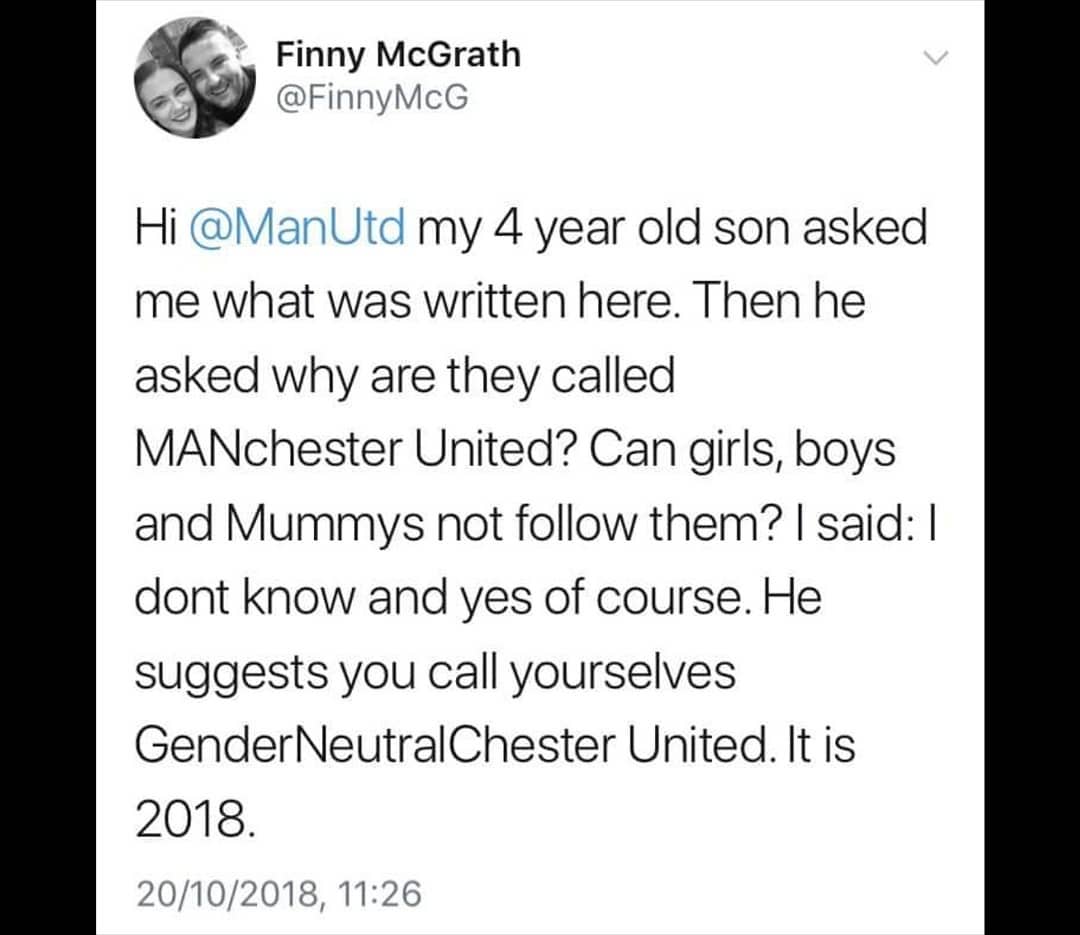 Finny McGrath
@FinnyMcG
Hi @ManUtd my 4 year old son asked
me what was written here. Then he
asked why are they called
MANchester United? Can girls, boys
and Mummys not follow them? I said: I
dont know and yes of course. He
suggests you call yourselves
GenderNeutralChester United. It is
2018.
20/10/2018, 11:26